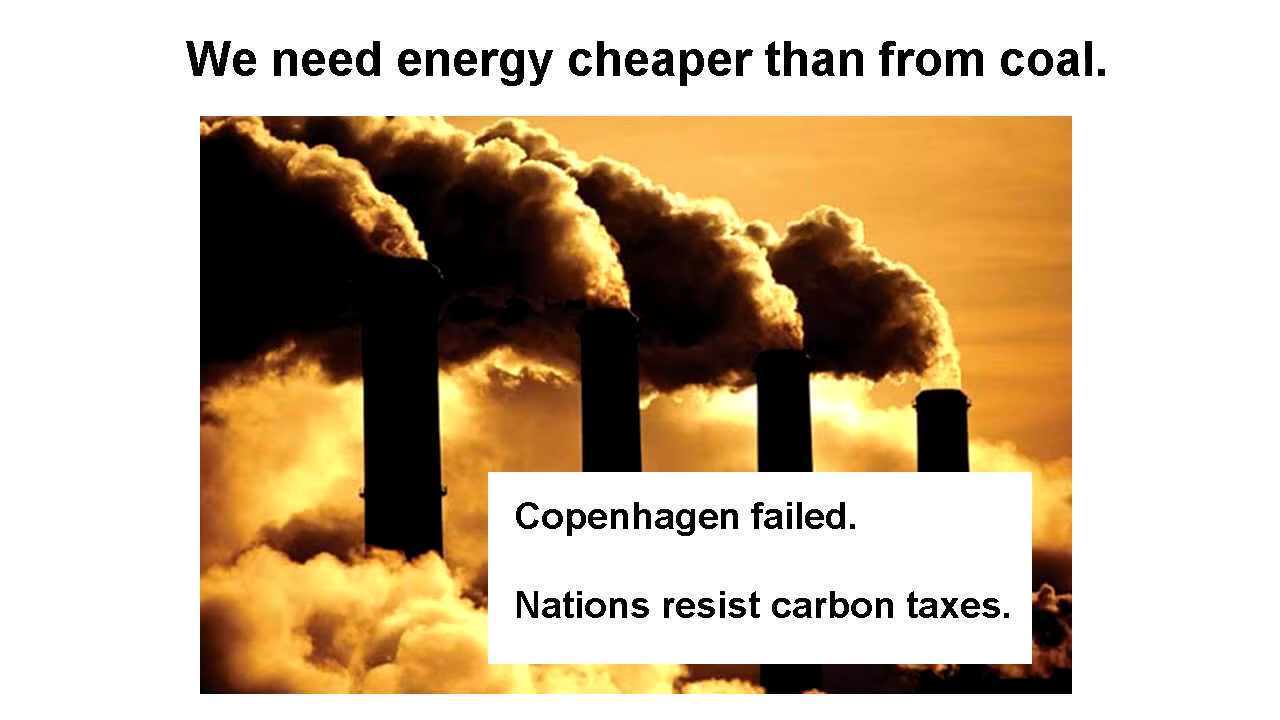 We need energy cheaper than from coal.
Copenhagen failed.
Nations resist carbon taxes.